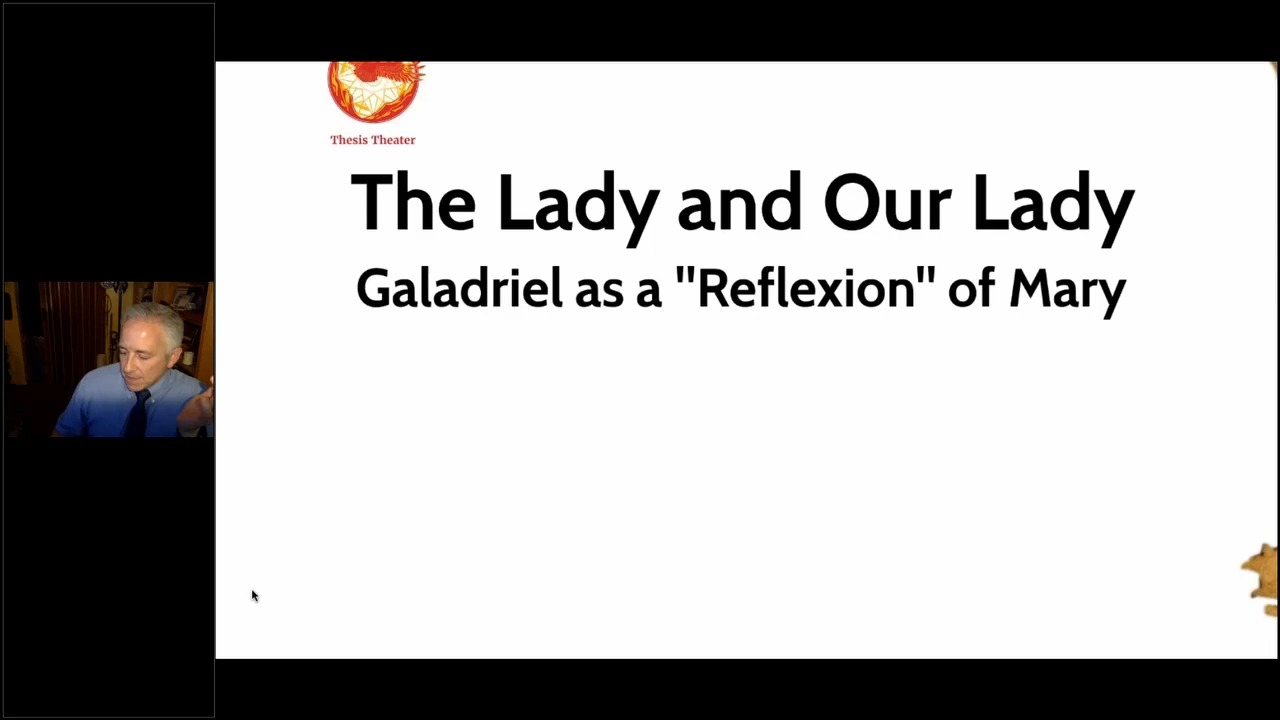 Thesis Theater
The Lady and Our Lady
Galadriel as a "Reflexion" of Mary